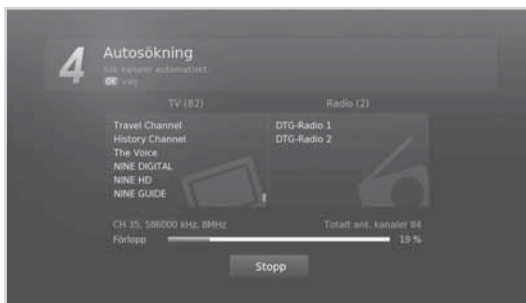 4
Autosökning
Sök kanaler automatiskt.
OK Välj
TV (82)
Radio (2)
Travel Channel
History Channel
The Voice
NINE DIGITAL
NINE HD
NINE GUIDE
DTG-Radio 1
DTG-Radio 2
CH 35, 586000 kHz, 8MHz
Totalt ant. kanaler 84
Förlopp
19 %
Stopp